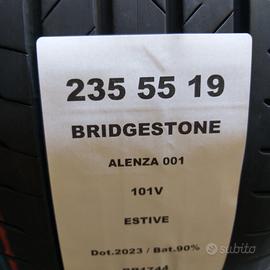 235 55 19
BRIDGESTONE
ALENZA 001
101V
ESTIVE
Dot.2023 / Bat.90%
subito